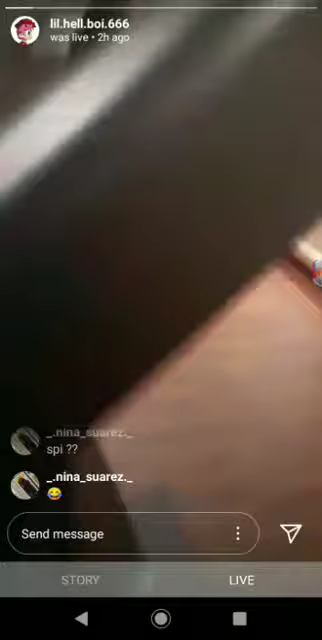 lil.hell.boi.666
was live • 2h ago
_.nina_suarez._
spi ??
_.nina_suarez._
😂
Send message
STORY
LIVE